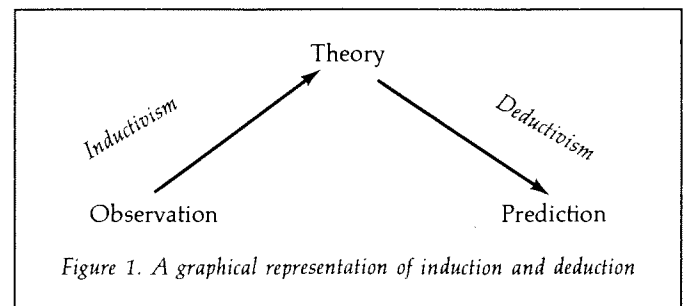 Theory
Inductivism
Deductivism
Observation
Prediction
Figure 1. A graphical representation of induction and deduction